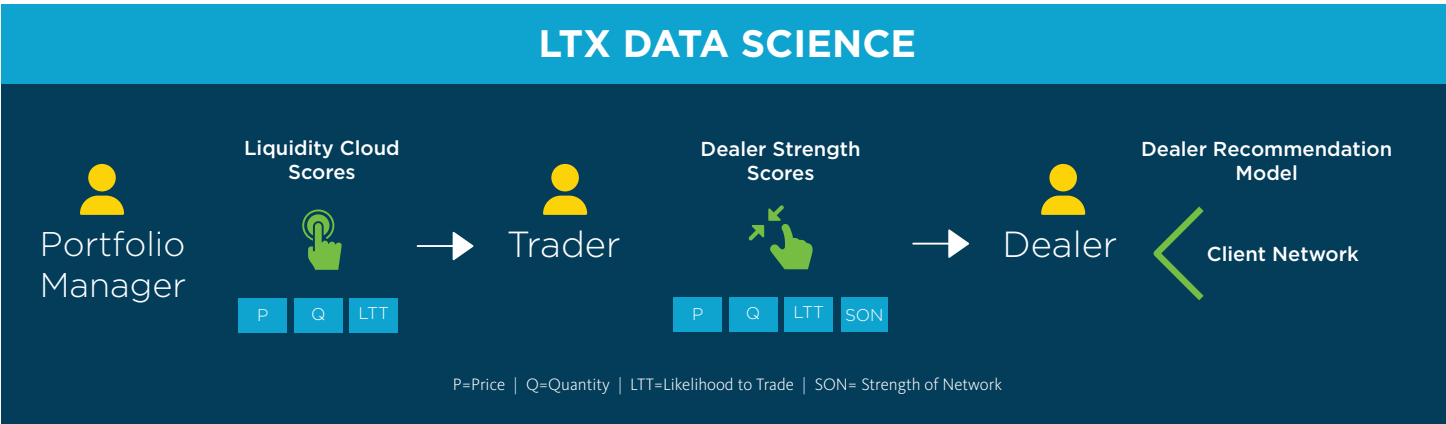 LTX DATA SCIENCE
Portfolio
Manager
Liquidity Cloud
Scores
P
Q
LTT
Trader
Dealer Strength
Scores
P
Q
LTT
SON
Dealer
Dealer Recommendation
Model
Client Network
P=Price | Q=Quantity | LTT=Likelihood to Trade | SON= Strength of Network